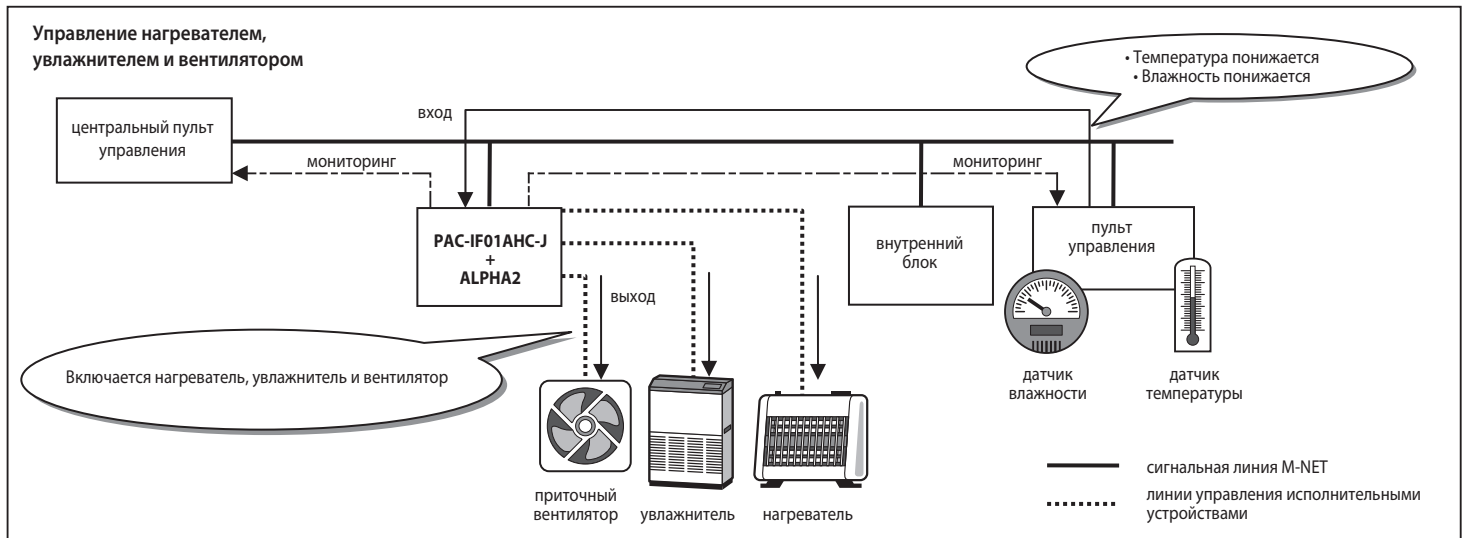 Управление нагревателем,
увлажнителем и вентилятором
• Температура понижается
• Влажность понижается
вход
центральный пульт
управления
мониторинг
мониторинг
PAC-IF01AHC-J
+
ALPHA2
внутренний
блок
пульт
управления
выход
Включается нагреватель, увлажнитель и вентилятор
датчик
влажности
датчик
температуры
приточный
вентилятор
увлажнитель
нагреватель
сигнальная линия M-NET
линии управления исполнительными
устройствами